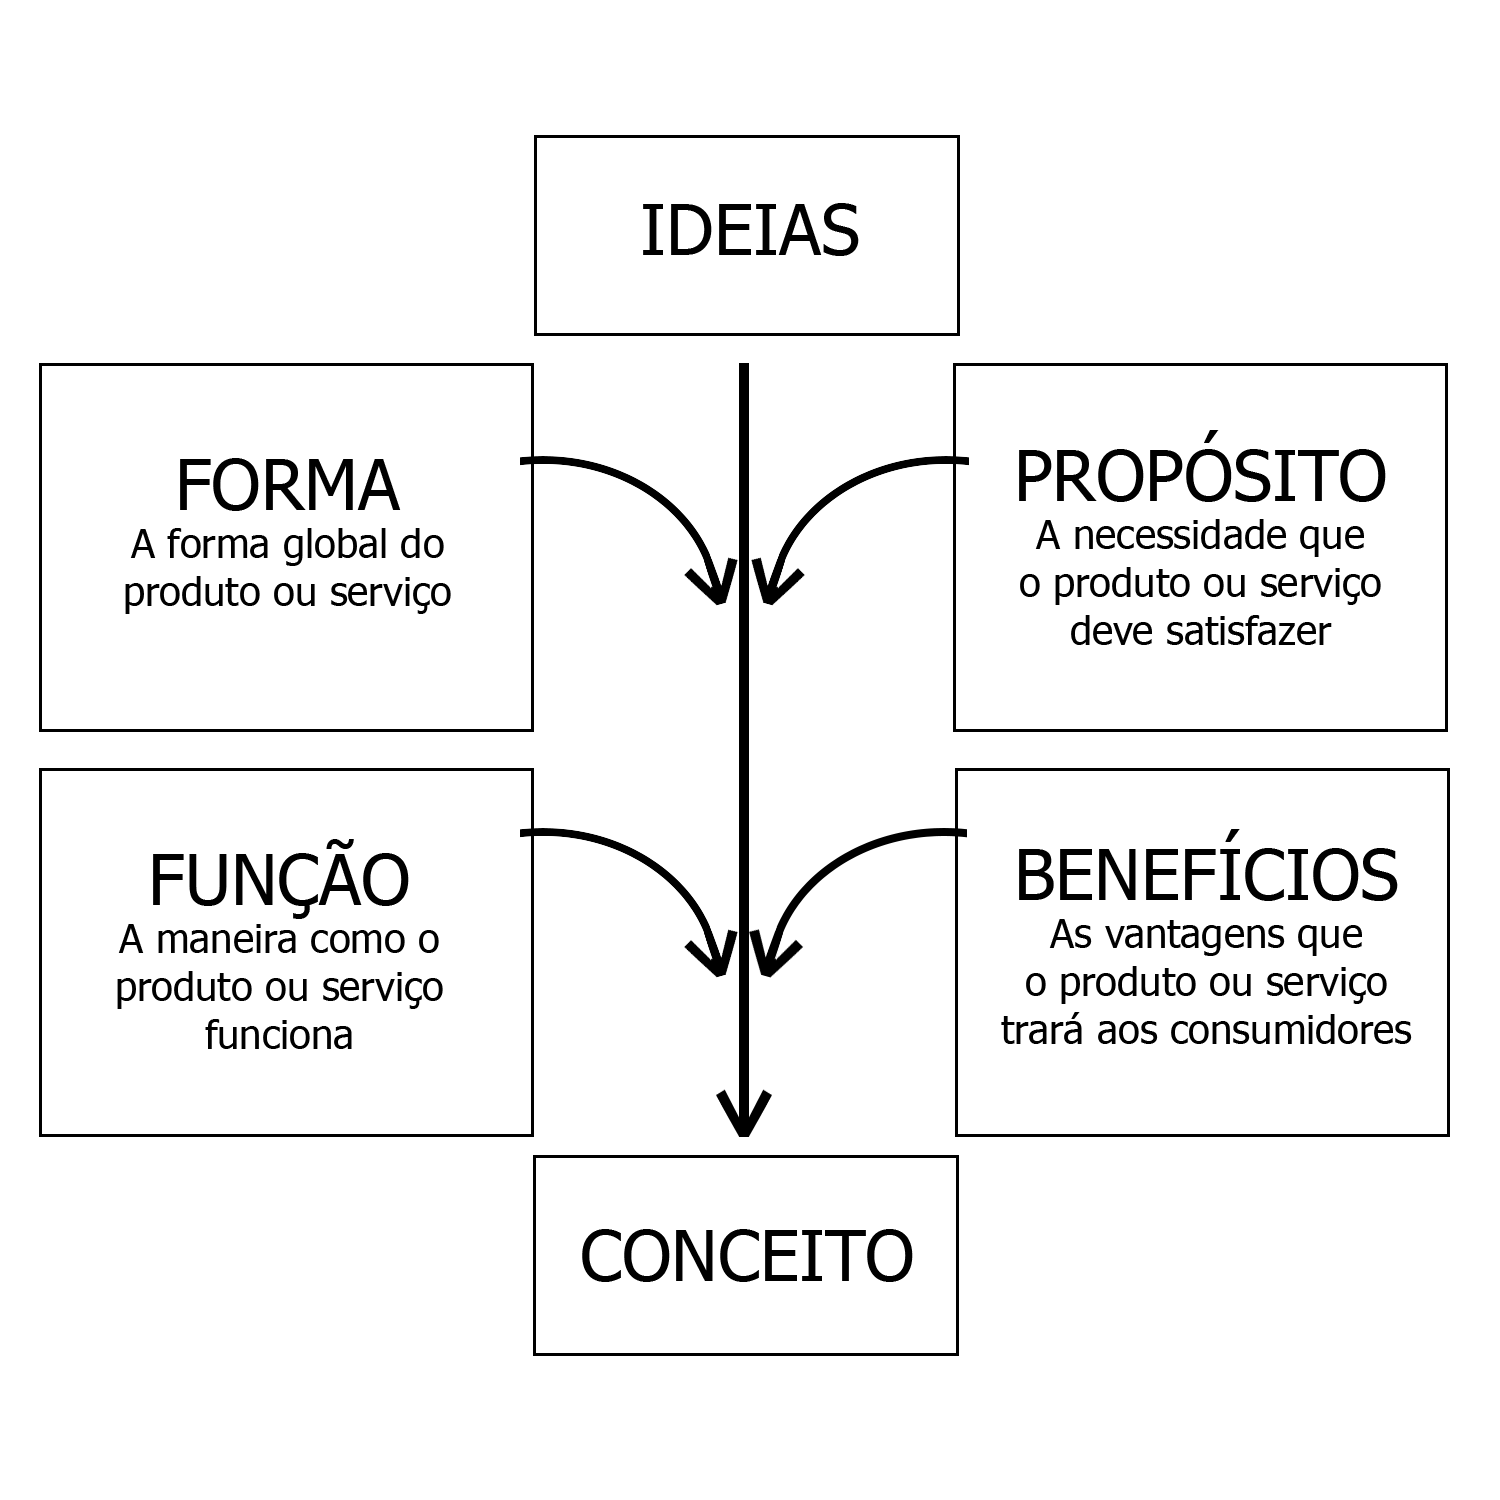 IDEIAS
FORMA
A forma global do
produto ou serviço
PROPÓSITO
A necessidade que
o produto ou serviço
deve satisfazer
FUNÇÃO
A maneira como o
produto ou serviço
funciona
BENEFÍCIOS
As vantagens que
o produto ou serviço
trará aos consumidores
CONCEITO